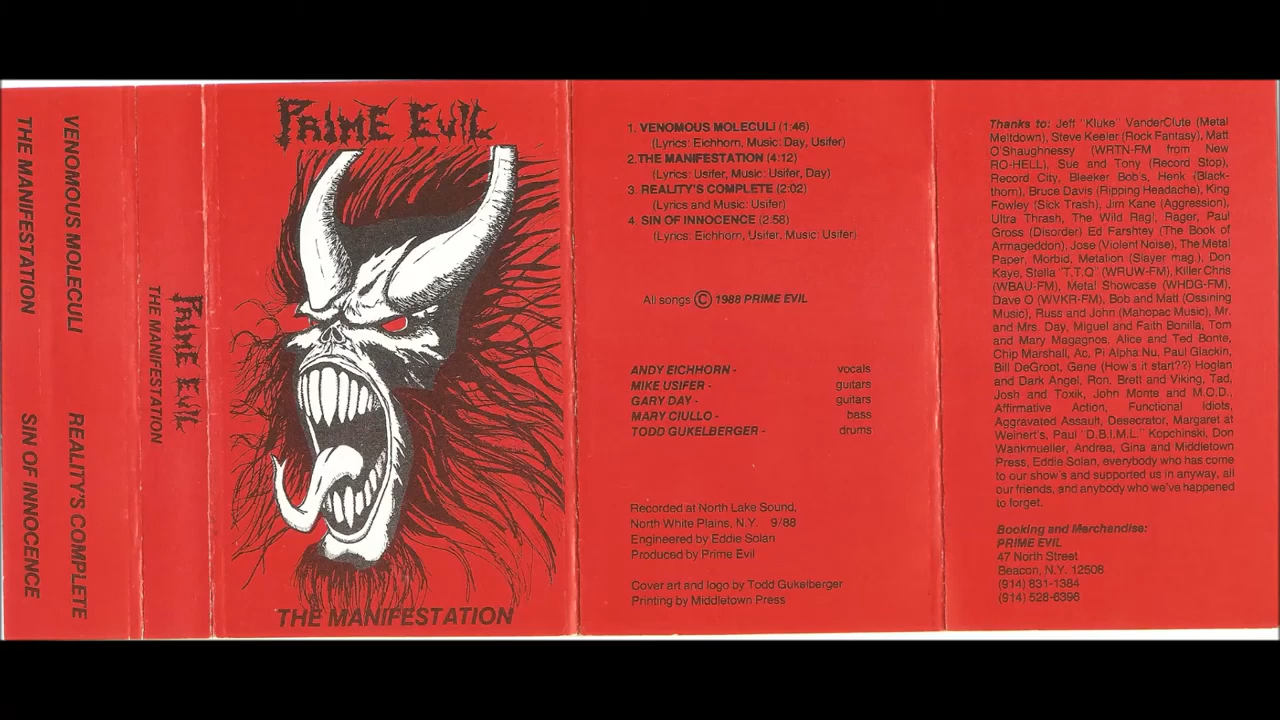 VENOMOUS MOLECULI
REALITY'S COMPLETE
THE MANIFESTATION
SIN OF INNOCENCE
PRIME EVIL
THE MANIFESTATION
PRIME EVIL
THE MANIFESTATION
1. VENOMOUS MOLECULI (1:46)
(Lyrics: Eichhorn, Music: Day, Usifer)
2. THE MANIFESTATION (4:12)
(Lyrics: Usifer, Music: Usifer, Day)
3. REALITY'S COMPLETE (2:02)
(Lyrics and Music: Usifer)
4. SIN OF INNOCENCE (2:58)
(Lyrics: Eichhorn, Usifer, Music: Usifer)
All songs © 1988 PRIME EVIL
ANDY EICHHORN - vocals
MIKE USIFER - guitars
GARY DAY - guitars
MARY CIULLO - bass
TODD GUKELBERGER - drums
Recorded at North Lake Sound,
North White Plains, N.Y. 9/88
Engineered by Eddie Solan
Produced by Prime Evil
Cover art and logo by Todd Gukelberger
Printing by Middletown Press
Thanks to: Jeff "Kluke" VanderClute (Metal
Meltdown), Steve Keeler (Rock Fantasy), Matt
O'Shaughnessy (WRTN-FM from New
RO-HELL), Sue and Tony (Record Stop),
Record City, Bleeker Bob's, Henk (Black-
thorn), Bruce Davis (Ripping Headache), King
Fowley (Sick Trash), Jim Kane (Aggression),
Ultra Thrash, The Wild Rag!, Rager, Paul
Gross (Disorder) Ed Farshtey (The Book of
Armageddon), Jose (Violent Noise), The Metal
Paper, Morbid, Metalion (Slayer mag.), Don
Kaye, Stella "T.T.Q" (WRUW-FM), Killer Chris
(WBAU-FM), Metal Showcase (WHDG-FM),
Dave O (WVKR-FM), Bob and Matt (Ossining
Music), Russ and John (Mahopac Music), Mr.
and Mrs. Day, Miguel and Faith Bonilla, Tom
and Mary Magagnos, Alice and Ted Bonte,
Chip Marshall, Ac, Pi Alpha Nu, Paul Glackin,
Bill DeGroot, Gene (How's it start??) Hoglan
and Dark Angel, Ron, Brett and Viking, Tad,
Josh and Toxik, John Monte and M.O.D.,
Affirmative Action, Functional Idiots,
Aggravated Assault, Desecrator, Margaret at
Weinert's, Paul "D.B.I.M.L." Kopchinski, Don
Wankmueller, Andrea, Gina and Middletown
Press, Eddie Solan, everybody who has come
to our show's and supported us in anyway, all
our friends, and anybody who we've happened
to forget.
Booking and Merchandise:
PRIME EVIL
47 North Street
Beacon, N.Y. 12508
(914) 831-1384
(914) 528-6396